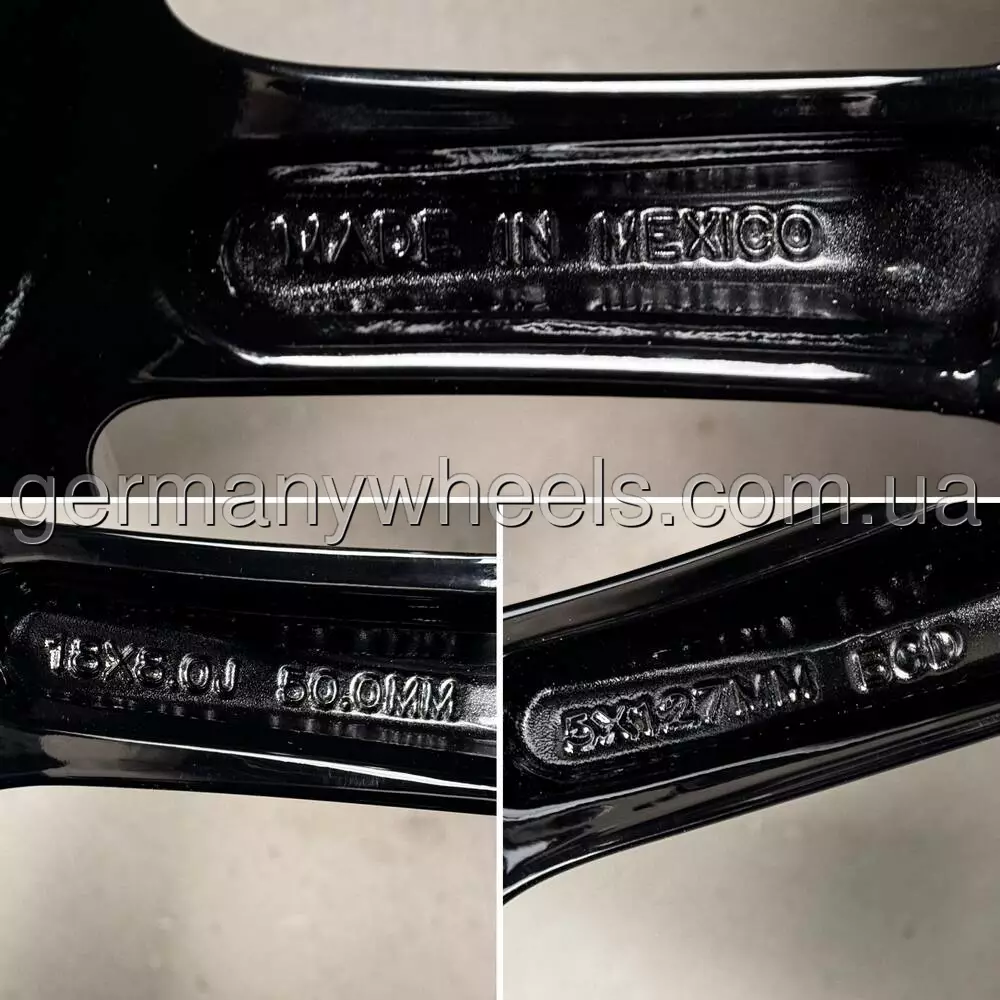 MADE IN MEXICO
germanywheels.com.ua
18X8.0J 50.0MM
5X127MM BCD